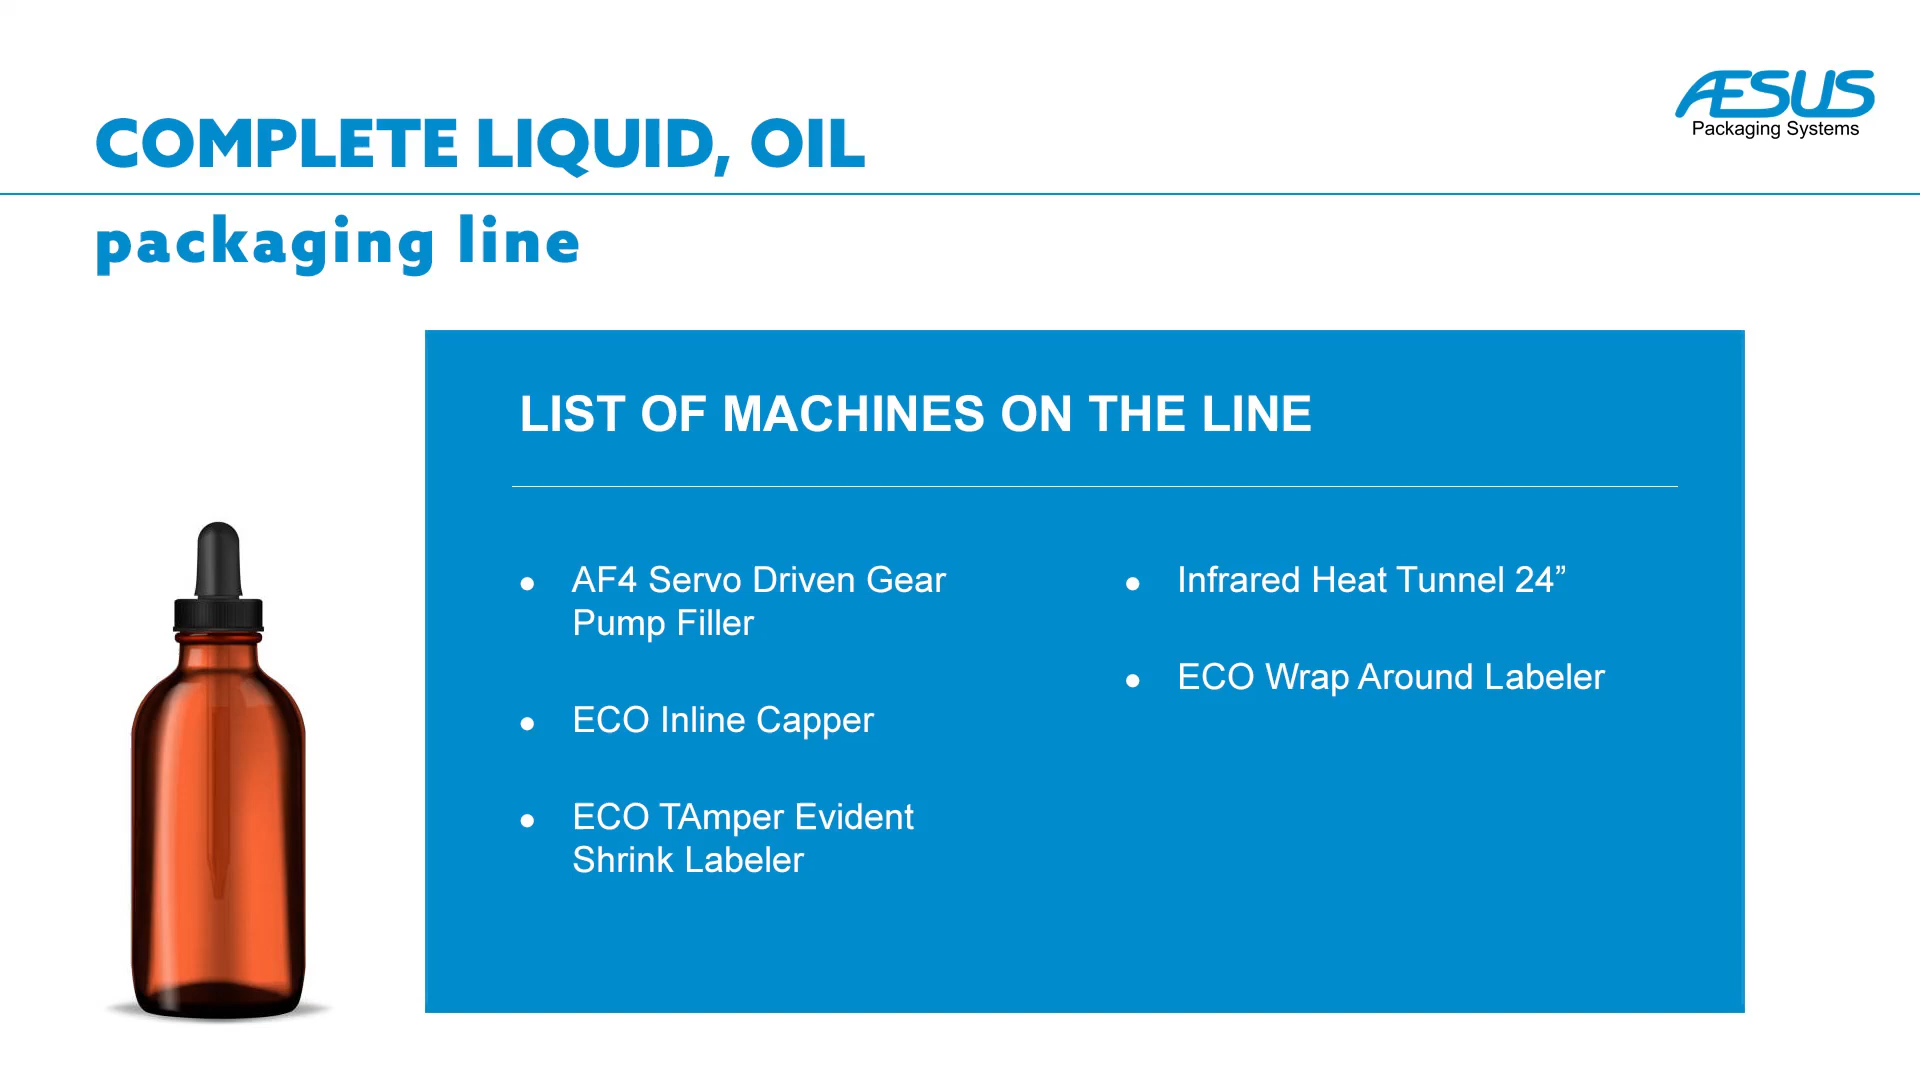 ÆSUS
Packaging Systems
COMPLETE LIQUID, OIL
packaging line
LIST OF MACHINES ON THE LINE
● AF4 Servo Driven Gear
Pump Filler
● ECO Inline Capper
● ECO TAmper Evident
Shrink Labeler
● Infrared Heat Tunnel 24”
● ECO Wrap Around Labeler